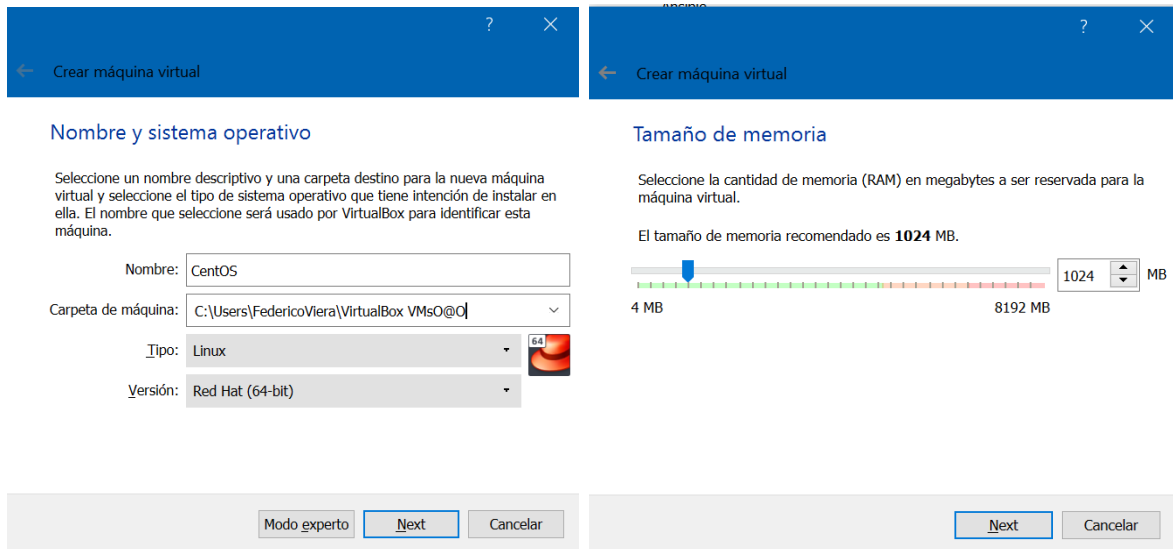 ?
Crear máquina virtual
Nombre y sistema operativo
Seleccione un nombre descriptivo y una carpeta destino para la nueva máquina
virtual y seleccione el tipo de sistema operativo que tiene intención de instalar en
ella. El nombre que seleccione será usado por VirtualBox para identificar esta
máquina.
Nombre: CentOS
Carpeta de máquina: C:\Users\FedericoViera\VirtualBox VMsO@O
Tipo: Linux
64
Versión: Red Hat (64-bit)
Modo experto Next Cancelar
?
Crear máquina virtual
Tamaño de memoria
Seleccione la cantidad de memoria (RAM) en megabytes a ser reservada para la
máquina virtual.
El tamaño de memoria recomendado es 1024 MB.
1024 MB
4 MB 8192 MB
Next Cancelar